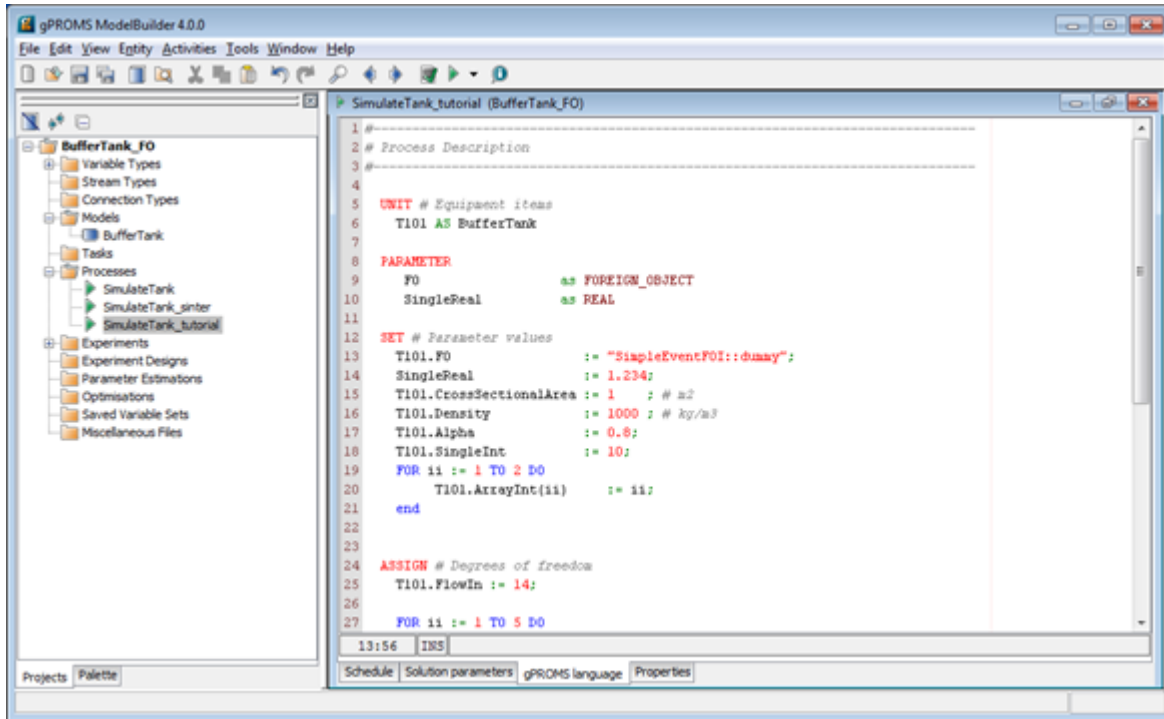 gPROMS ModelBuilder 4.0.0
File Edit View Entity Activities Tools Window Help
BufferTank_FO
Variable Types
Stream Types
Connection Types
Models
BufferTank
Tasks
Processes
SimulateTank
SimulateTank_sinter
SimulateTank_tutorial
Experiments
Experiment Designs
Parameter Estimations
Optimisations
Saved Variable Sets
Miscellaneous Files
Projects Palette
SimulateTank_tutorial (BufferTank_FO)
1 #--------------------------------------------------------------------------------
2 # Process Description
3 #--------------------------------------------------------------------------------
4
5 UNIT # Equipment items
6 T101 AS BufferTank
7
8 PARAMETER
9 FO as FOREIGN_OBJECT
10 SingleReal as REAL
11
12 SET # Parameter values
13 T101.FO := "SimpleEventFOI::dummy";
14 SingleReal := 1.234;
15 T101.CrossSectionalArea := 1 ; # m2
16 T101.Density := 1000 ; # kg/m3
17 T101.Alpha := 0.8;
18 T101.SingleInt := 10;
19 FOR ii := 1 TO 2 DO
20 T101.ArrayInt(ii) := ii;
21 end
22
23
24 ASSIGN # Degrees of freedom
25 T101.FlowIn := 14;
26
27 FOR ii := 1 TO 5 DO
13:56 INS
Schedule Solution parameters gPROMS language Properties